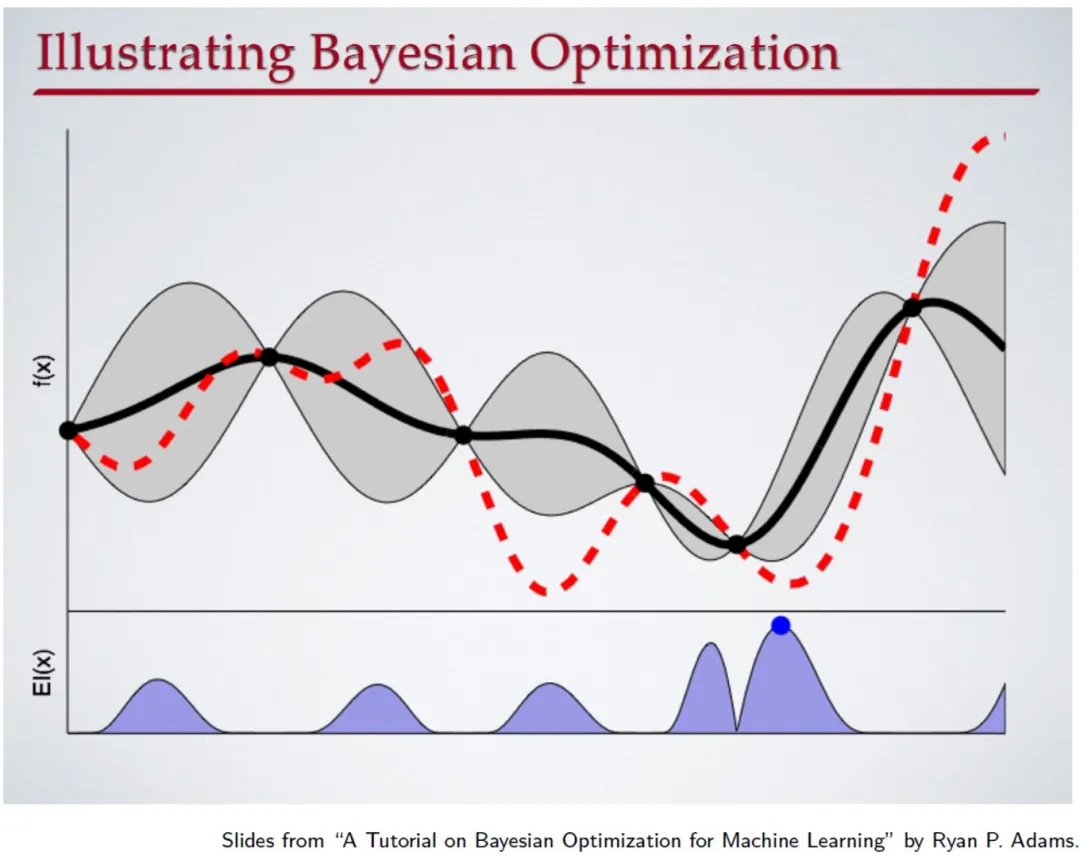 Illustrating Bayesian Optimization
f(x)
EI(x)
Slides from “A Tutorial on Bayesian Optimization for Machine Learning” by Ryan P. Adams.